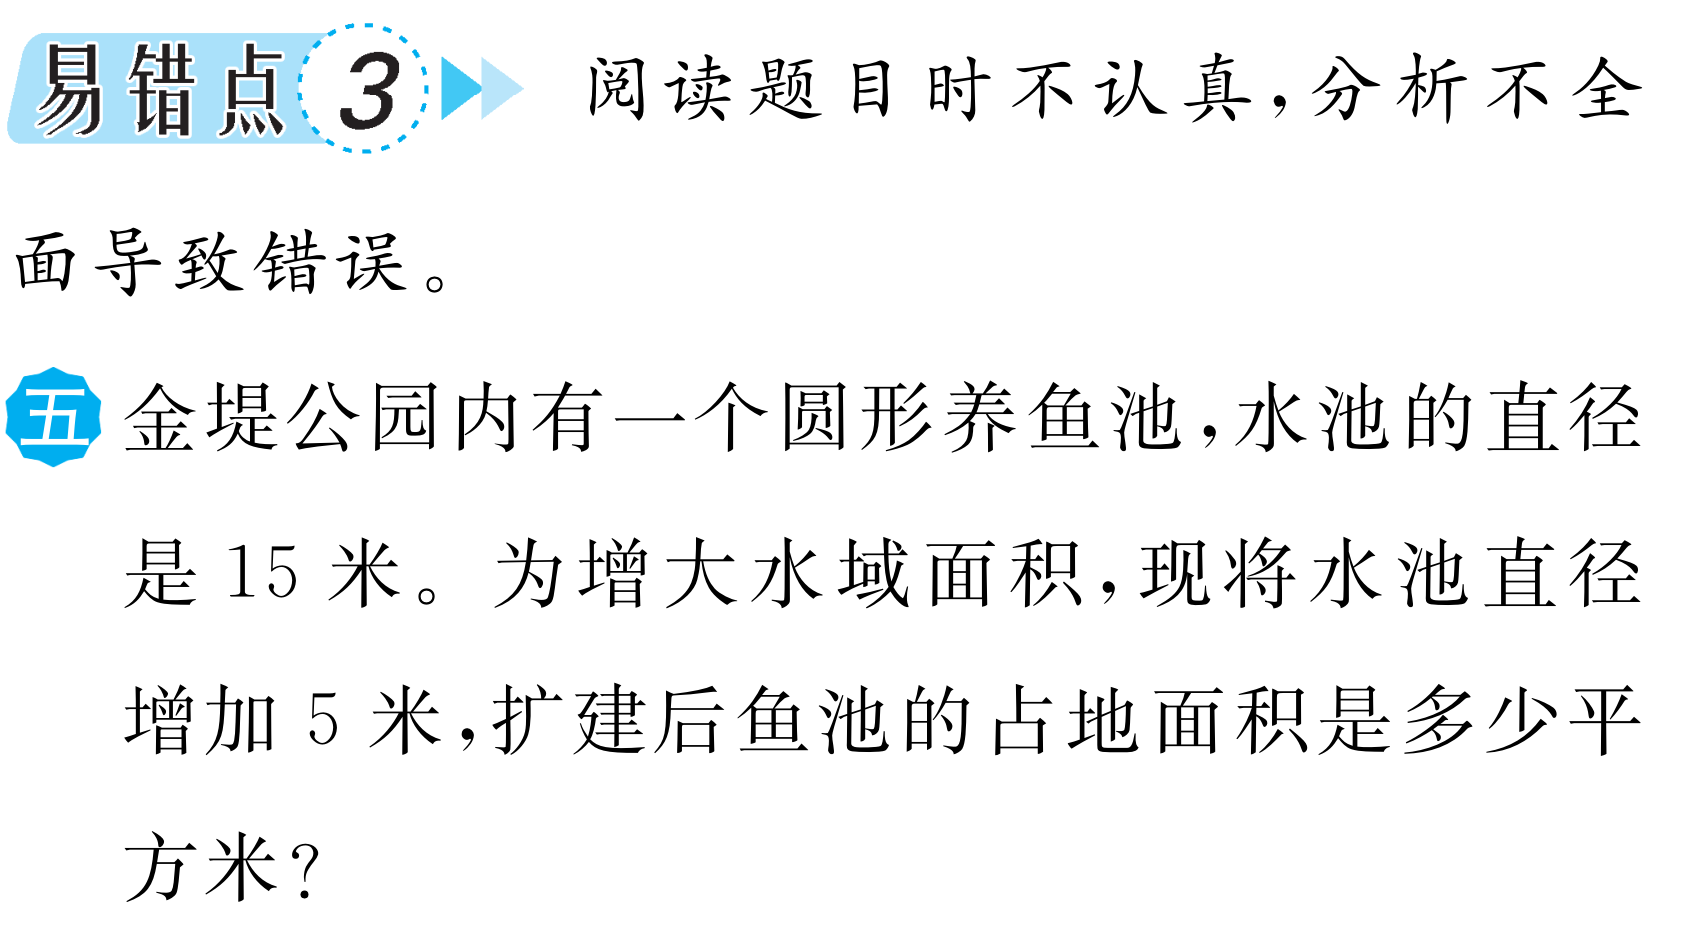 易错点 3 阅读题目时不认真,分析不全
面导致错误。
五 金堤公园内有一个圆形养鱼池,水池的直径
是 15 米。为增大水域面积,现将水池直径
增加 5 米,扩建后鱼池的占地面积是多少平
方米?